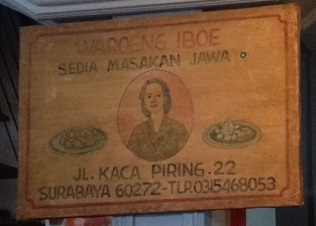 WAROENG IBOE
SEDIA MASAKAN JAWA
JL. KACA PIRING. 22
SURABAYA 60272-TLP.0315468053